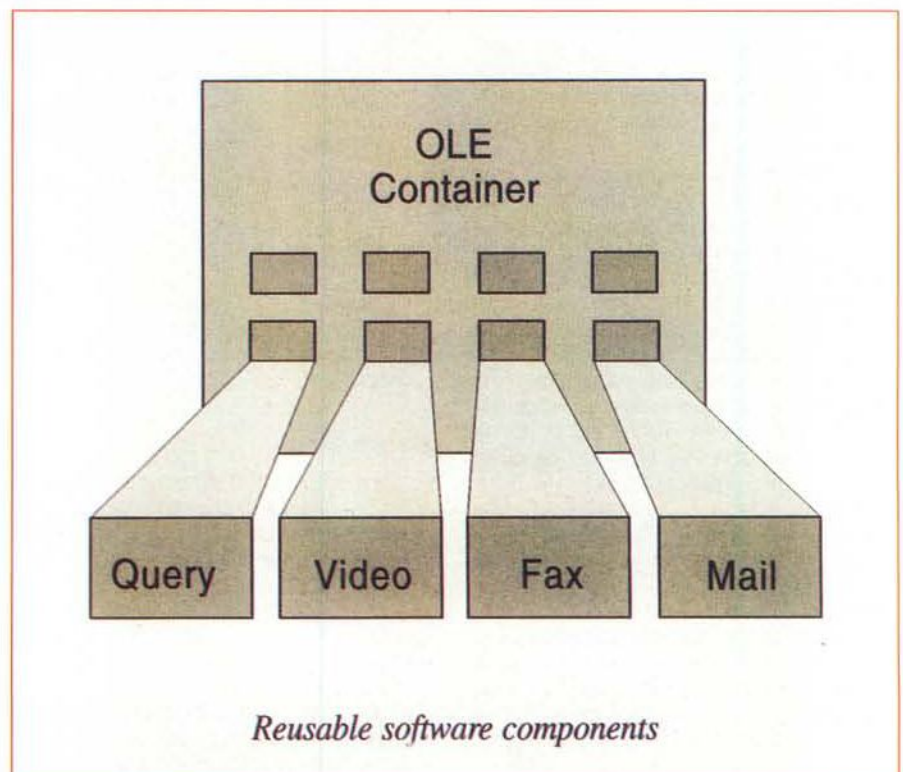 OLE
Container
Query Video Fax Mail
Reusable software components